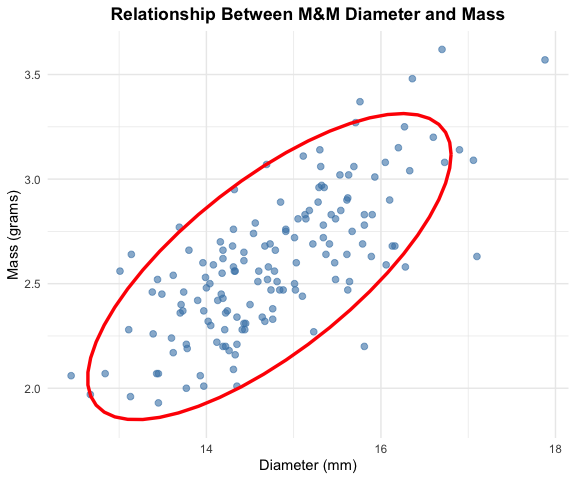 Relationship Between M&M Diameter and Mass
3.5
3.0
2.5
2.0
Mass (grams)
14
16
18
Diameter (mm)